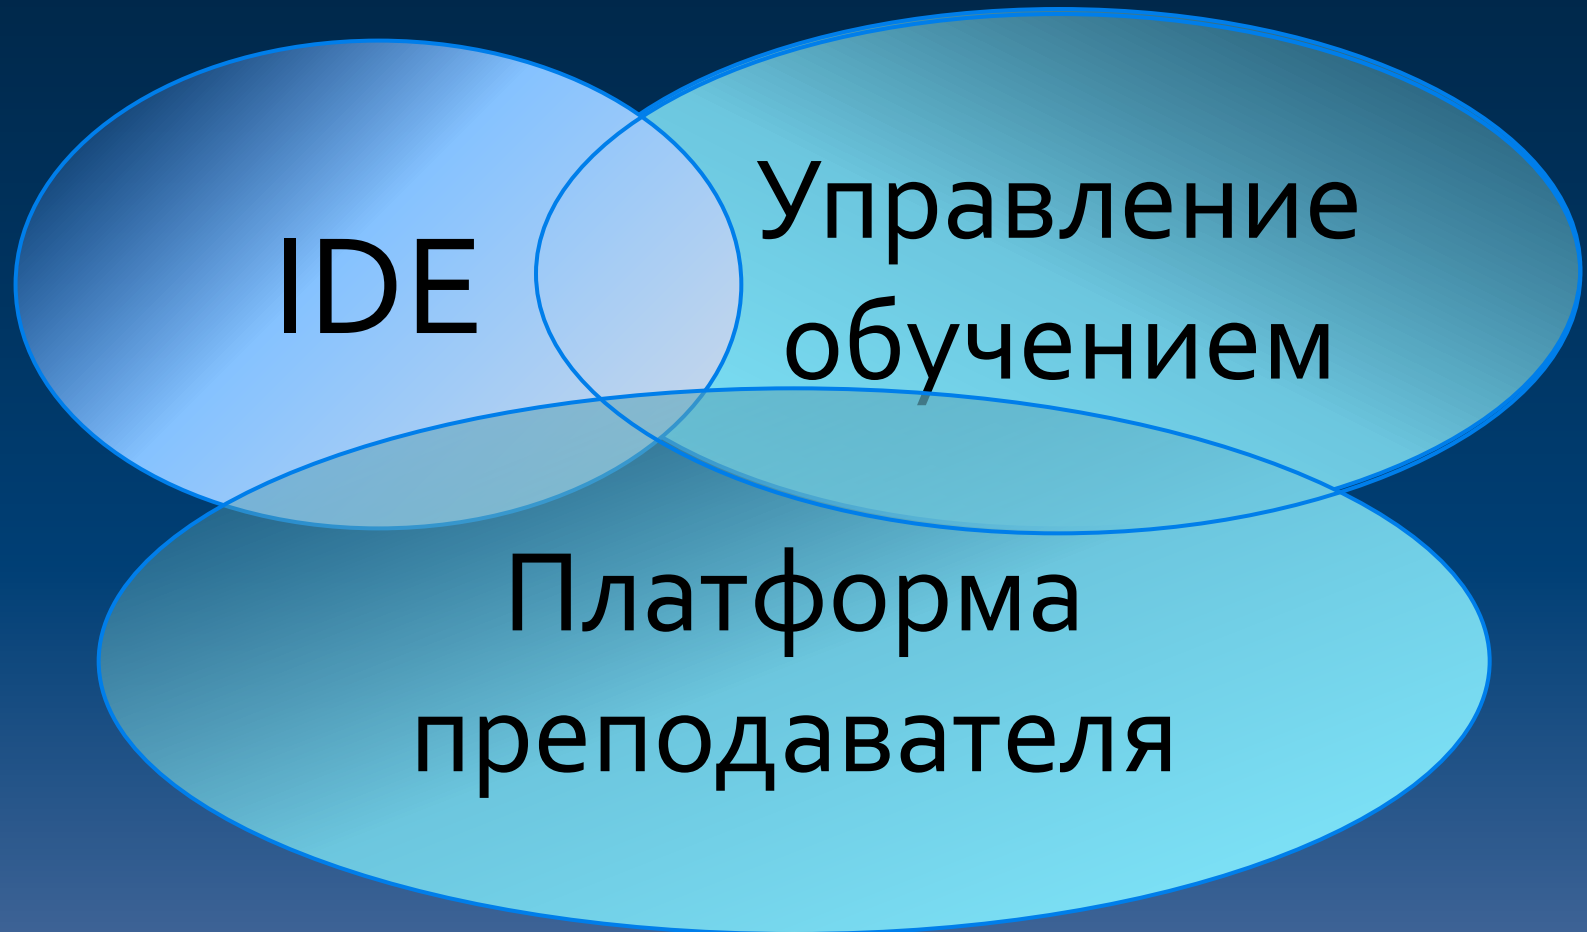 IDE
Управление
обучением
Платформа
преподавателя